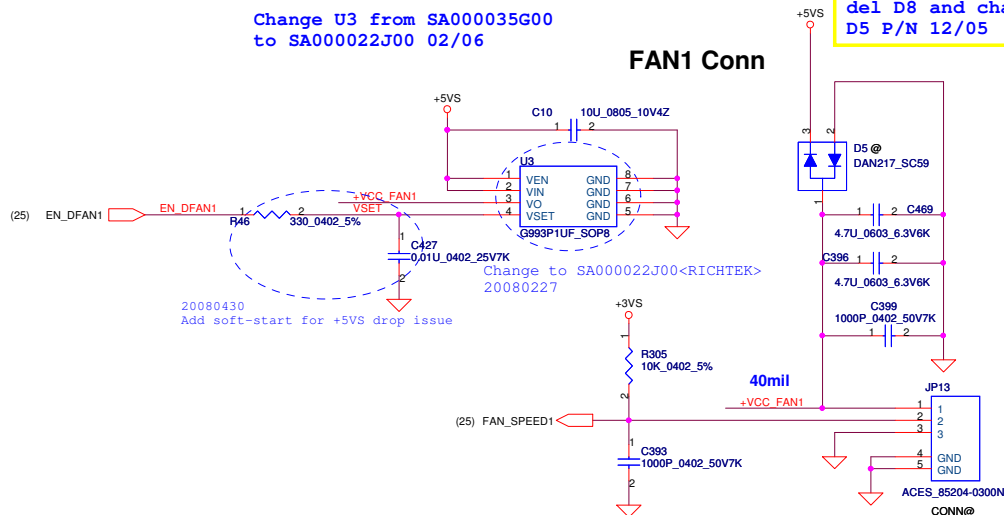 Change U3 from SA000035G00
to SA000022J00 02/06
del D8 and cha
D5 P/N 12/05
FAN1 Conn
+5VS
+5VS
C10
10U_0805_10V4Z
1
2
U3
1
VEN
GND
8
2
VIN
GND
7
3
VO
GND
6
4
VSET
GND
5
G993P1UF_SOP8
+VCC_FAN1
VSET
(25)
EN_DFAN1
EN_DFAN1
1
2
R46
330_0402_5%
1
C427
0.01U_0402_25V7K
2
20080430
Add soft-start for +5VS drop issue
Change to SA000022J00<RICHTEK>
20080227
3
2
D5 @
DAN217_SC59
1
C469
1
2
4.7U_0603_6.3V6K
C396
1
2
4.7U_0603_6.3V6K
C399
1000P_0402_50V7K
1
2
+3VS
1
R305
10K_0402_5%
2
40mil
+VCC_FAN1
(25)
FAN_SPEED1
1
C393
1000P_0402_50V7K
2
JP13
1
1
2
2
3
3
4
GND
5
GND
ACES_85204-0300N
CONN@